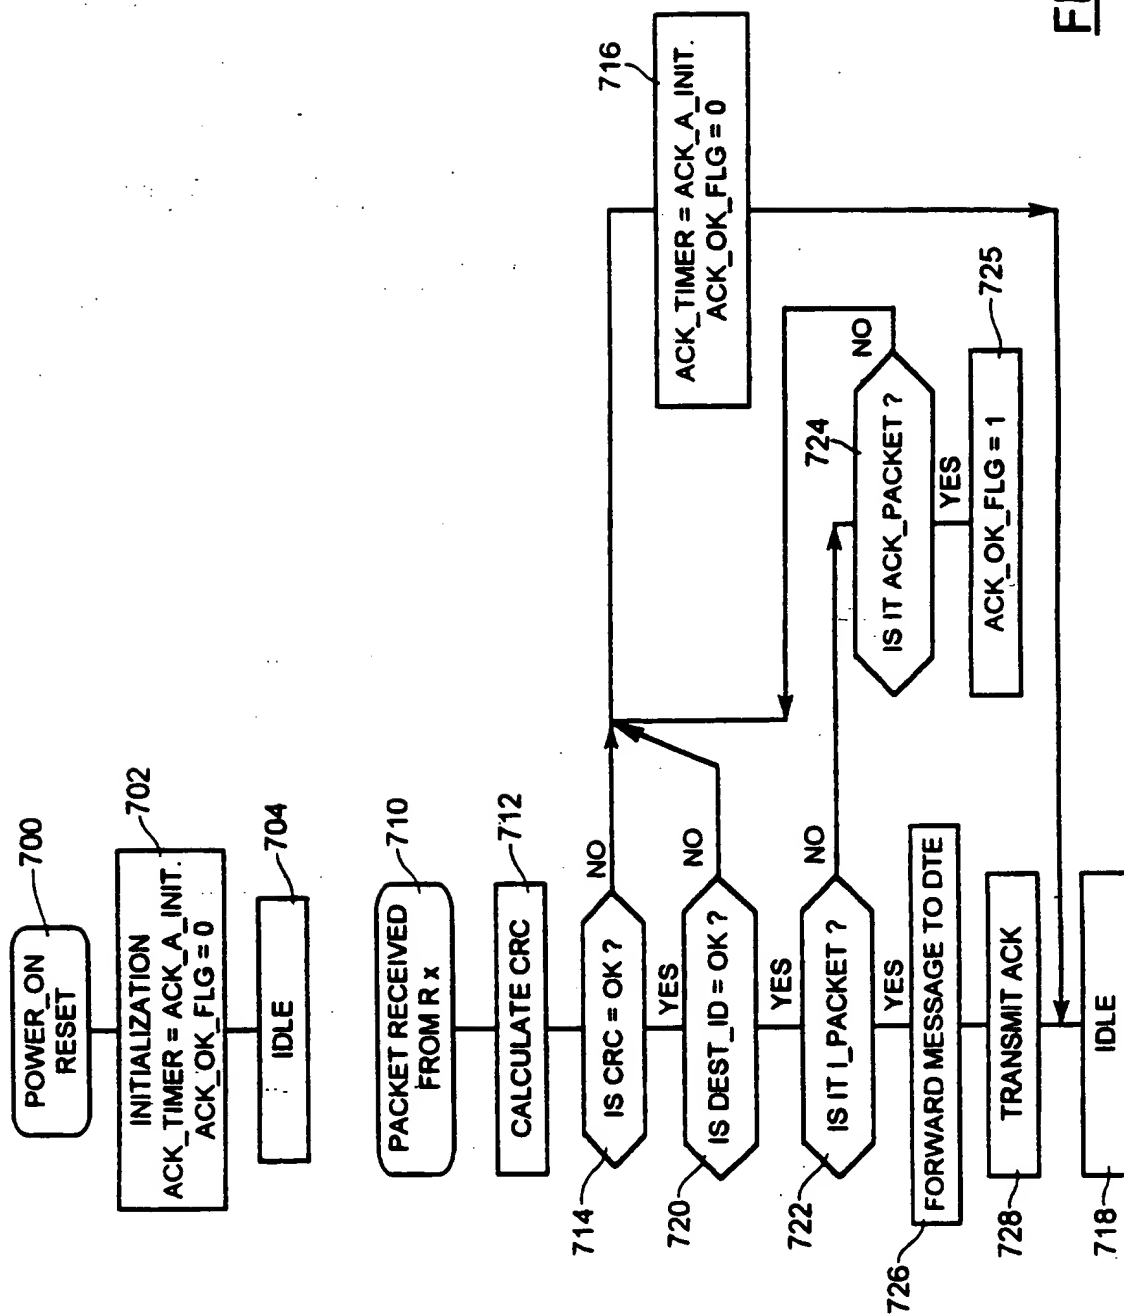 700
POWER_ON
RESET
702
INITIALIZATION
ACK_TIMER = ACK_A_INIT.
ACK_OK_FLG = 0
704
IDLE
710
PACKET RECEIVED
FROM R x
712
CALCULATE CRC
714
IS CRC = OK ?
NO
YES
716
ACK_TIMER = ACK_A_INIT.
ACK_OK_FLG = 0
720
IS DEST_ID = OK ?
NO
YES
722
IS IT I_PACKET ?
NO
YES
724
IS IT ACK_PACKET ?
NO
YES
725
ACK_OK_FLG = 1
726
FORWARD MESSAGE TO DTE
728
TRANSMIT ACK
718
IDLE